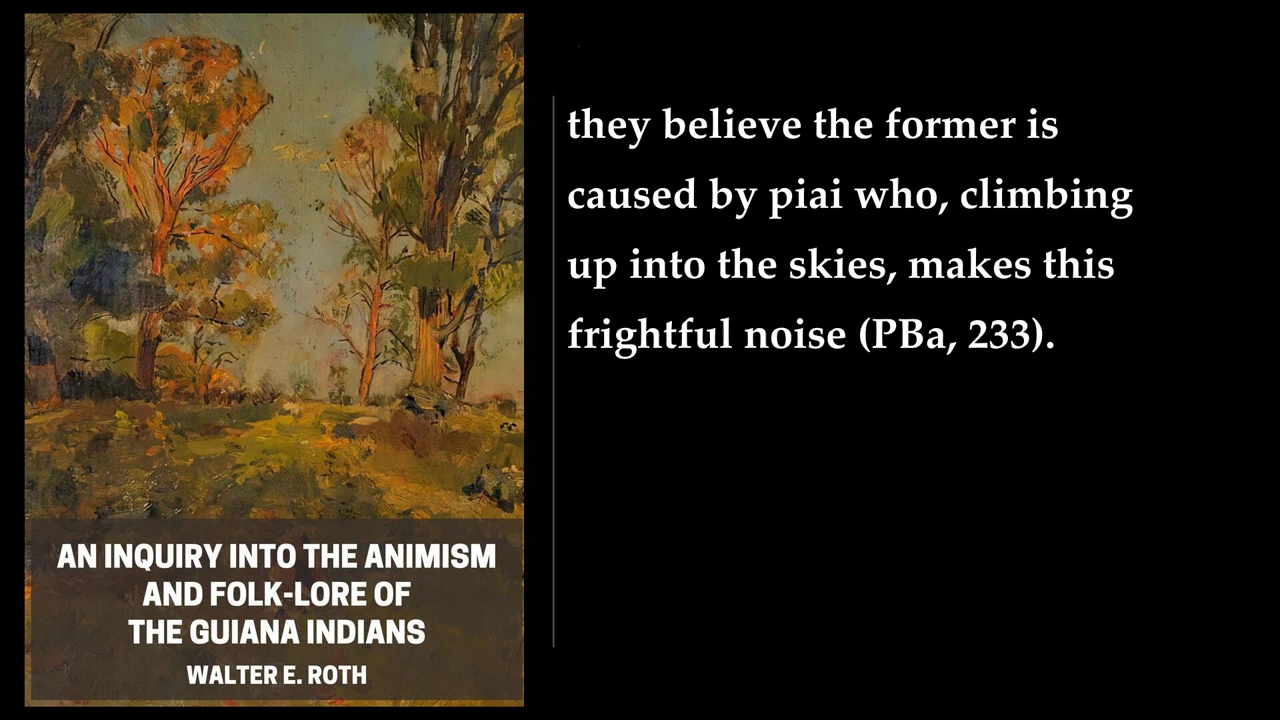 they believe the former is
caused by piai who, climbing
up into the skies, makes this
frightful noise (PBa, 233).
AN INQUIRY INTO THE ANIMISM
AND FOLK-LORE OF
THE GUIANA INDIANS
WALTER E. ROTH